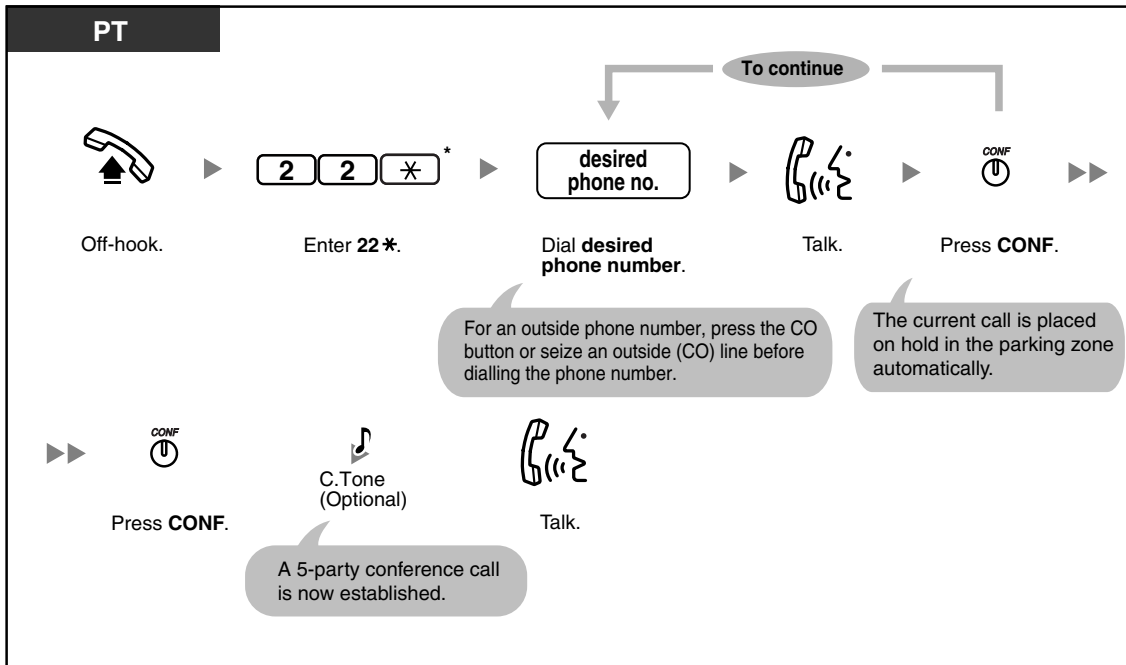 PT
To continue
2 2 ✳ *
desired
phone no.
CONF
Off-hook.
Enter 22✳.
Dial desired
phone number.
Talk.
Press CONF.
For an outside phone number, press the CO
button or seize an outside (CO) line before
dialling the phone number.
The current call is placed
on hold in the parking zone
automatically.
CONF
C.Tone
(Optional)
Press CONF.
Talk.
A 5-party conference call
is now established.